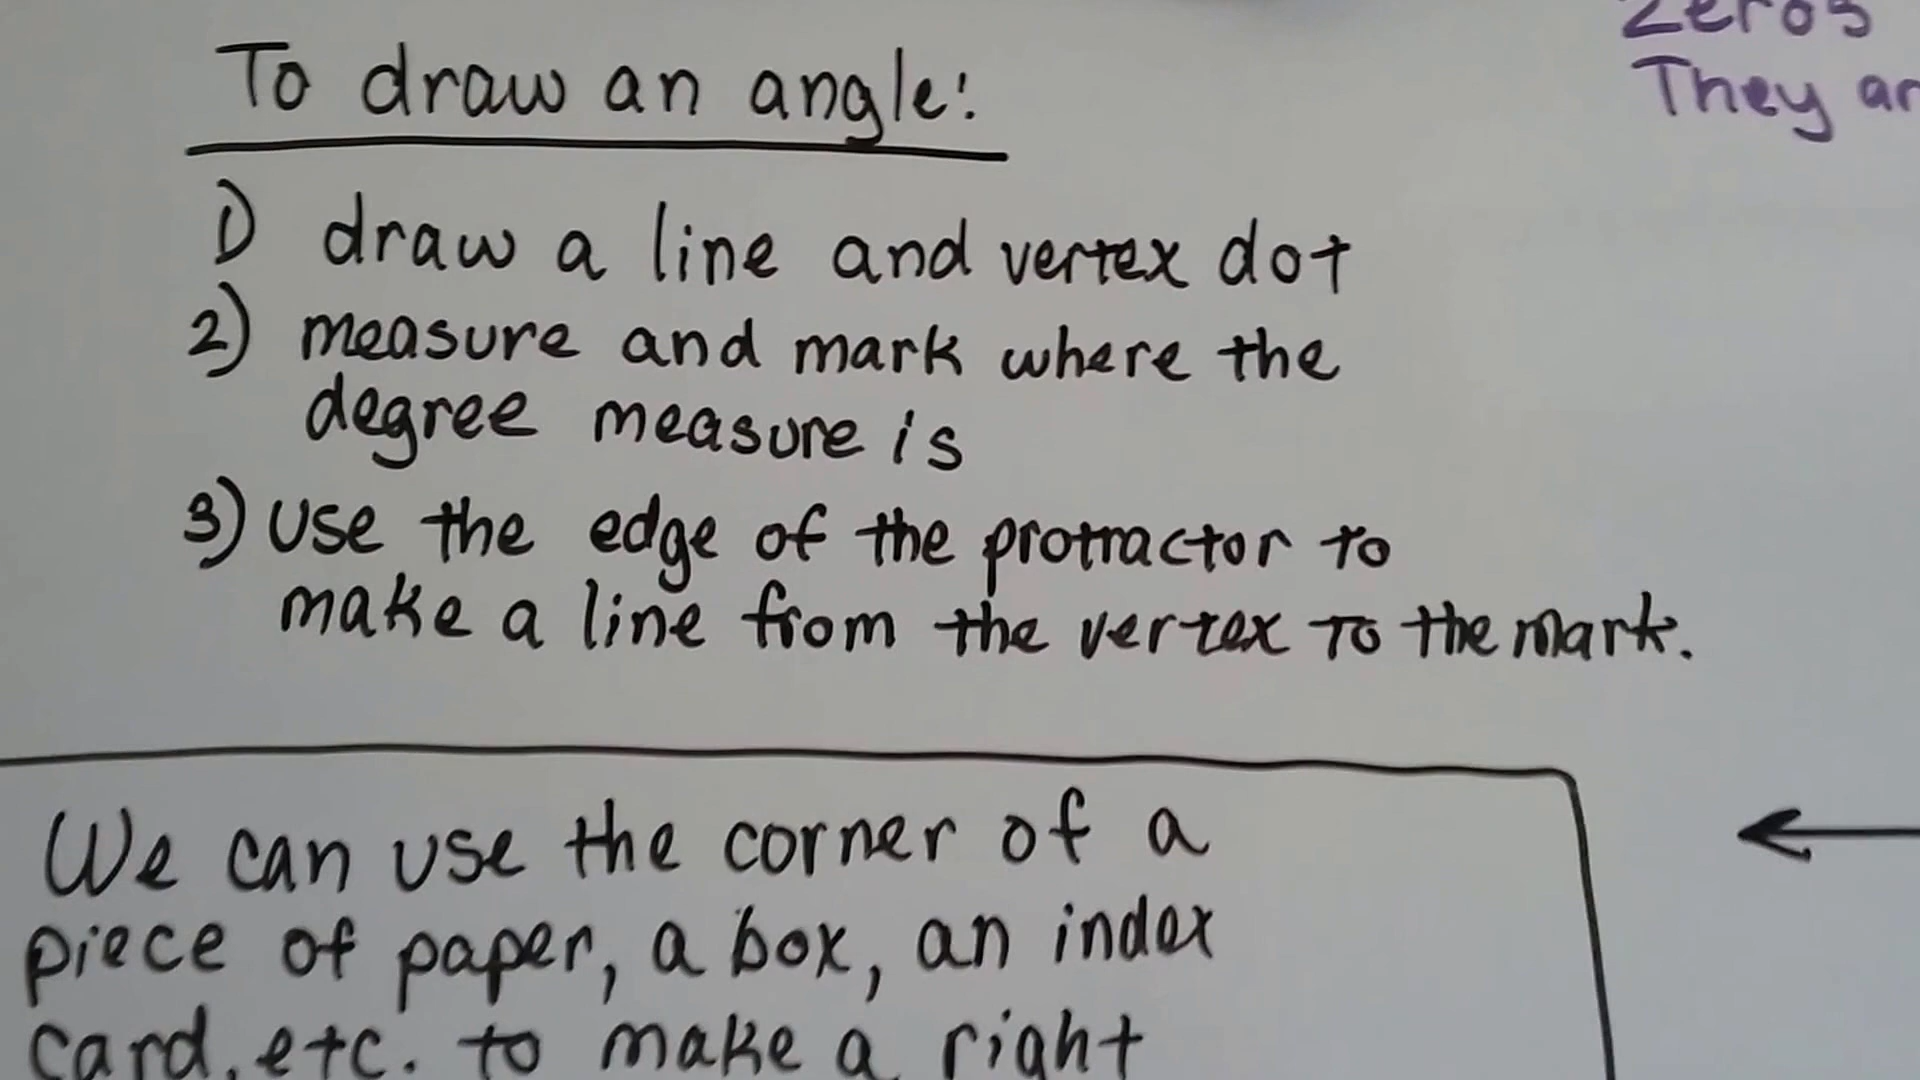 To draw an angle:
1) draw a line and vertex dot
2) measure and mark where the
degree measure is
3) Use the edge of the protractor to
make a line from the vertex to the mark.
We can use the corner of a
piece of paper, a box, an index
card, etc. to make a right
Zeros
They ar